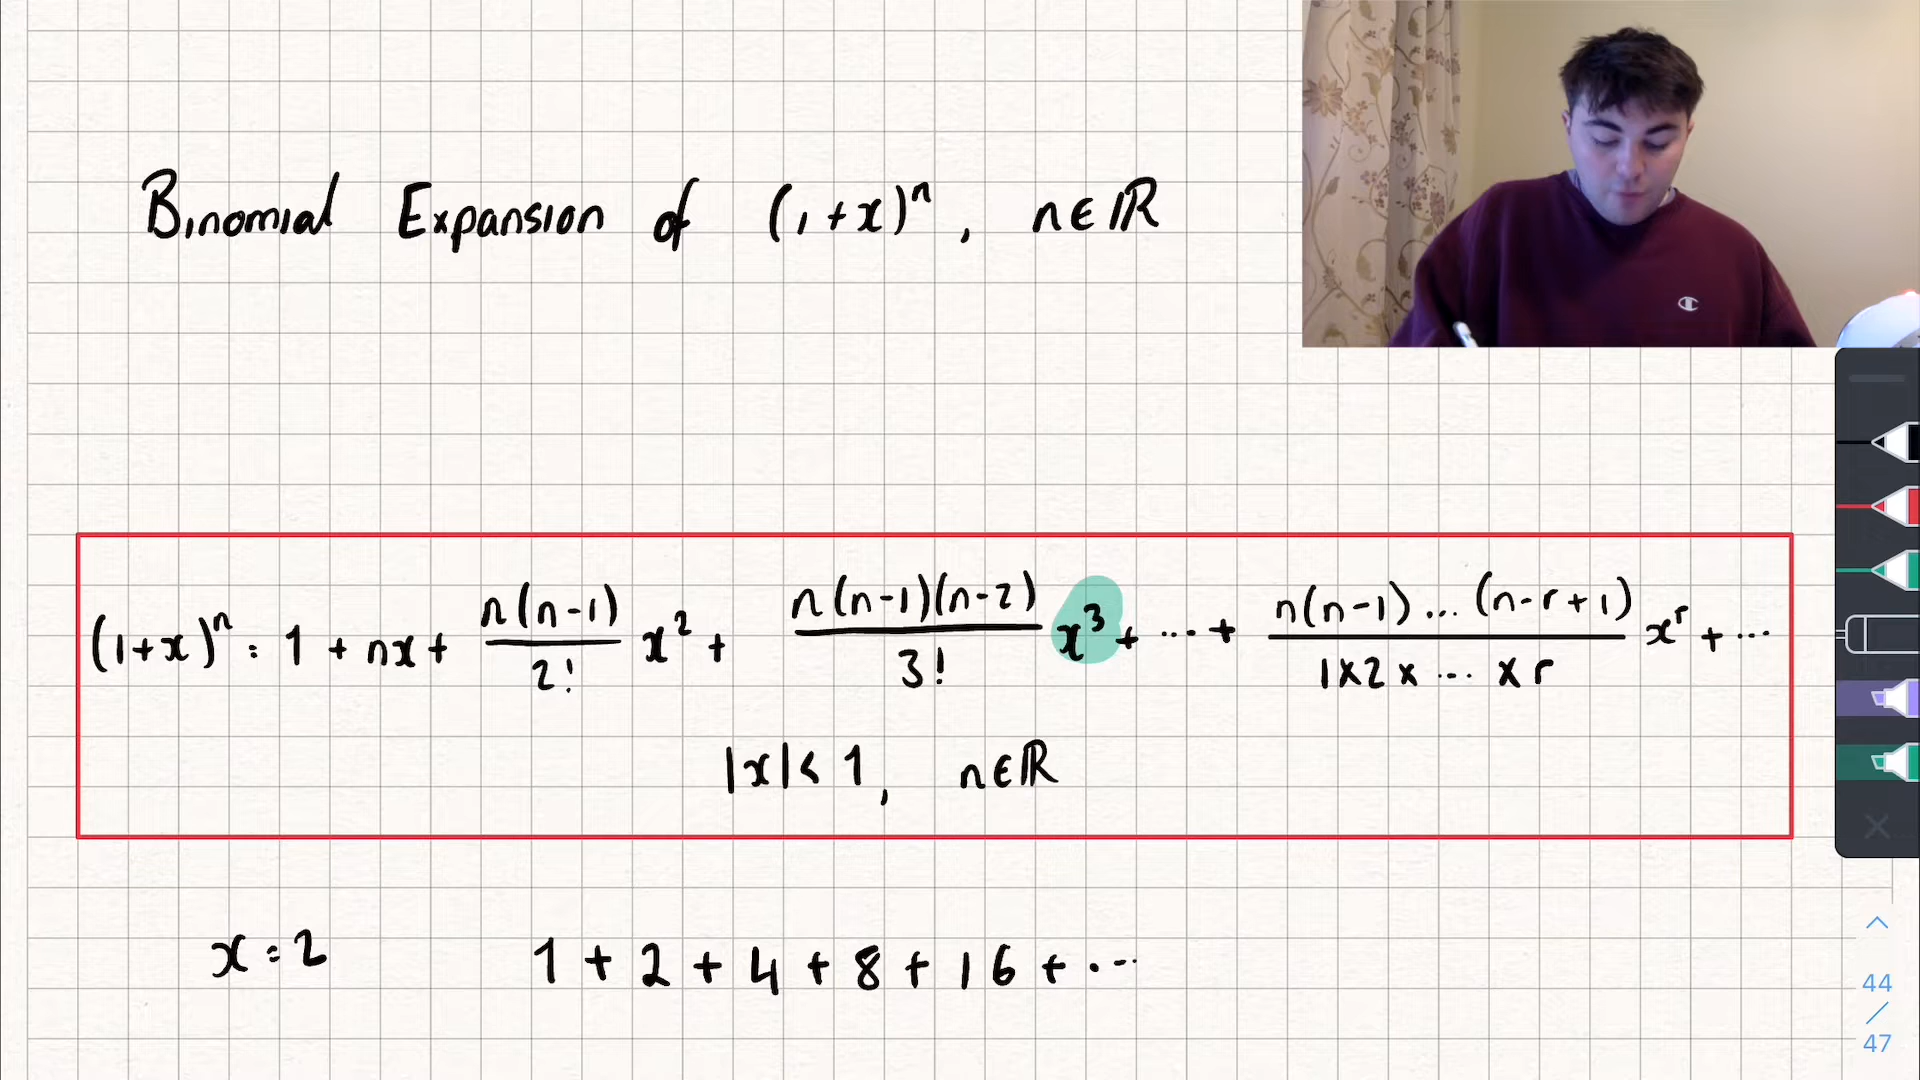 Binomial Expansion of (1+x)ⁿ, n∈ℝ
(1+x)ⁿ = 1 + nx + n(n-1)/2! x² + n(n-1)(n-2)/3! x³ + ... + n(n-1)...(n-r+1)/1×2×...×r xʳ + ...
|x| < 1, n∈ℝ
x = 2 1 + 2 + 4 + 8 + 16 + ...
44
/
47